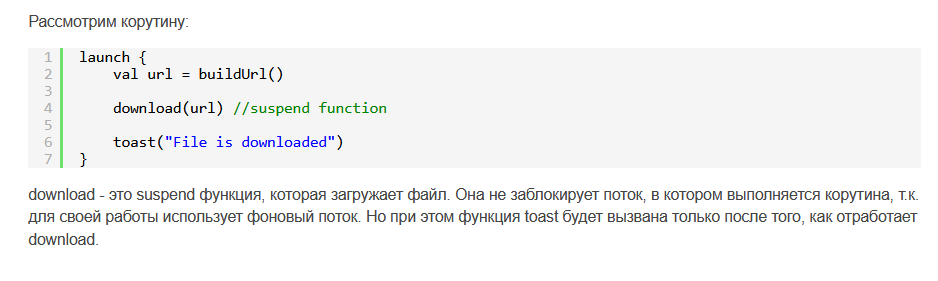 Рассмотрим корутину:
1 launch {
2 val url = buildUrl()
3
4 download(url) //suspend function
5
6 toast("File is downloaded")
7 }
download - это suspend функция, которая загружает файл. Она не заблокирует поток, в котором выполняется корутина, т.к.
для своей работы использует фоновый поток. Но при этом функция toast будет вызвана только после того, как отработает
download.